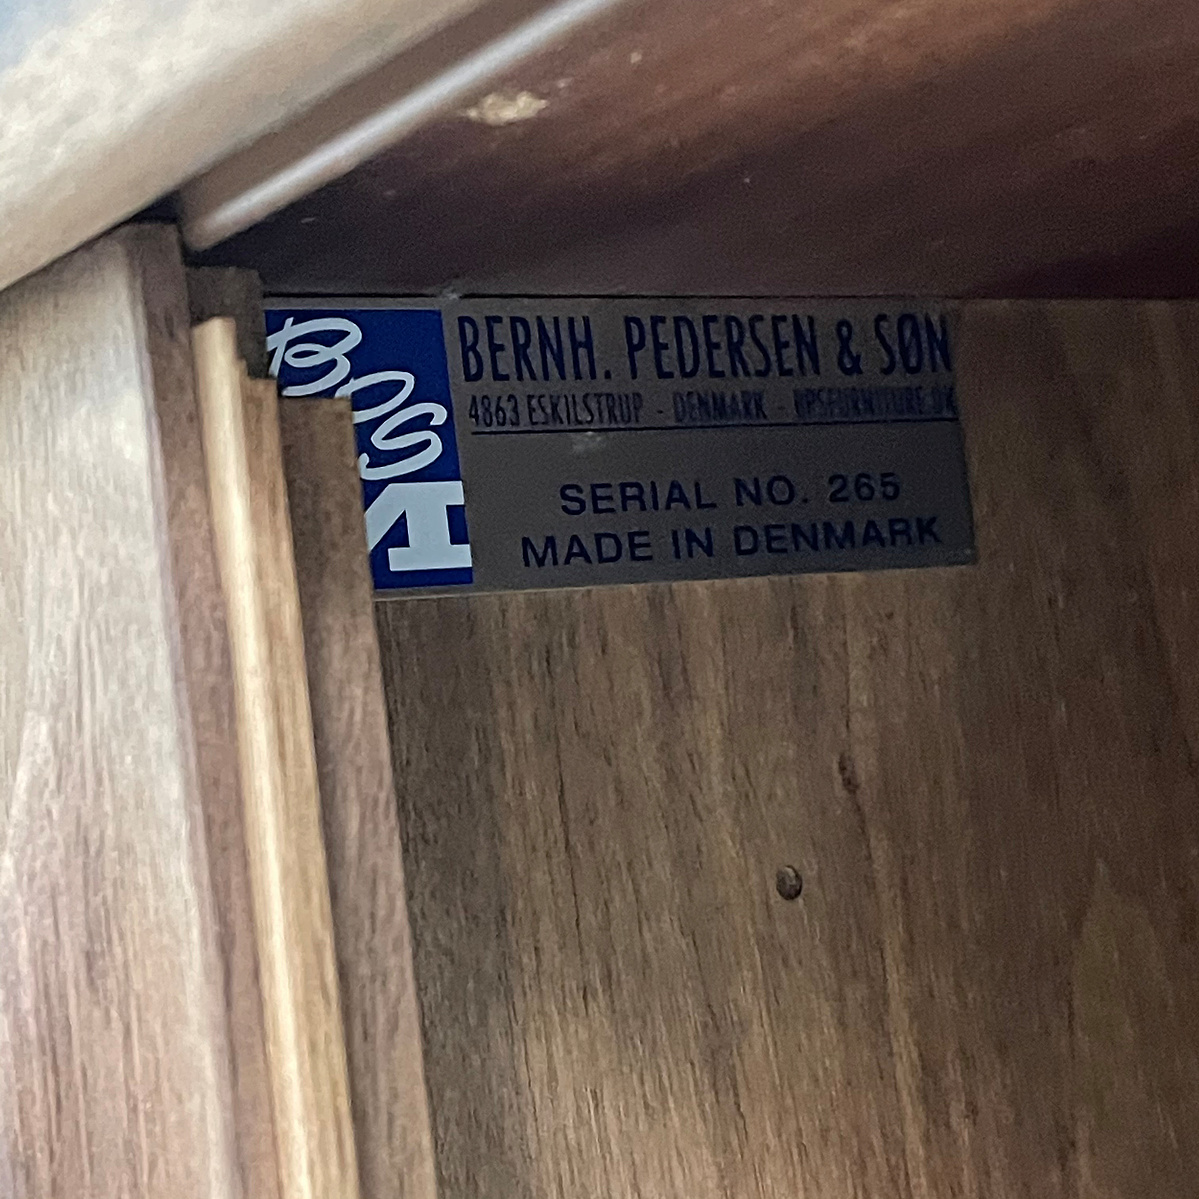 BPS
BERNH. PEDERSEN & SØN
4863 ESKILSTRUP - DENMARK - BPSFURNITURE.DK
SERIAL NO. 265
MADE IN DENMARK